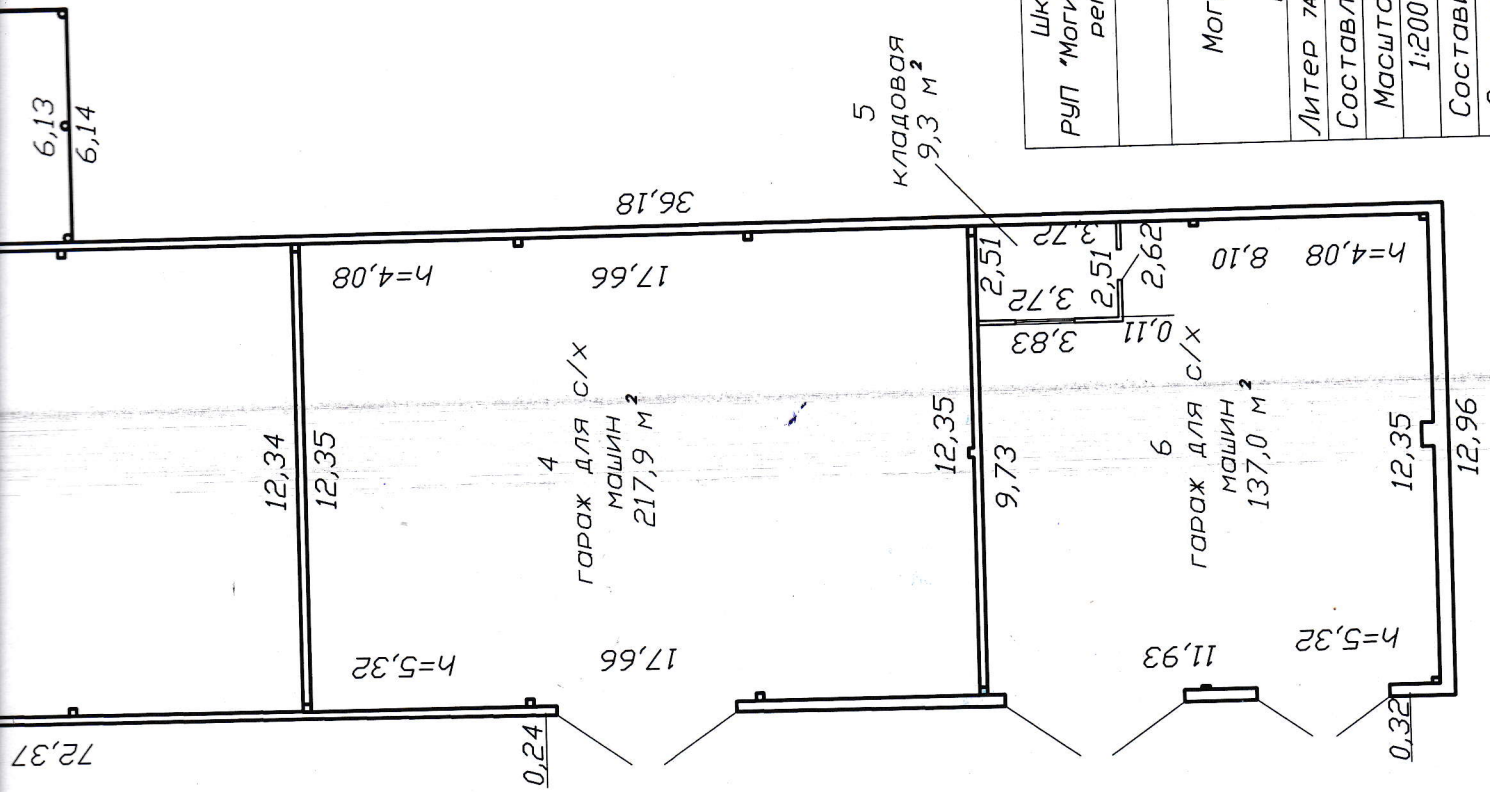 6,13
6,14
36,18
12,34
12,35
h=4,08
17,66
4
гараж для с/х
машин
217,9 м²
h=5,32
17,66
72,37
0,24
12,35
9,73
5
кладовая
9,3 м²
2,51
3,72
3,72
2,51
2,62
3,83
0,11
8,10
h=4,08
6
гараж для с/х
машин
137,0 м²
11,93
h=5,32
0,32
12,35
12,96
РУП "Моги
Мог
Литер 7А
Составл
Масшта
1:200
Состави